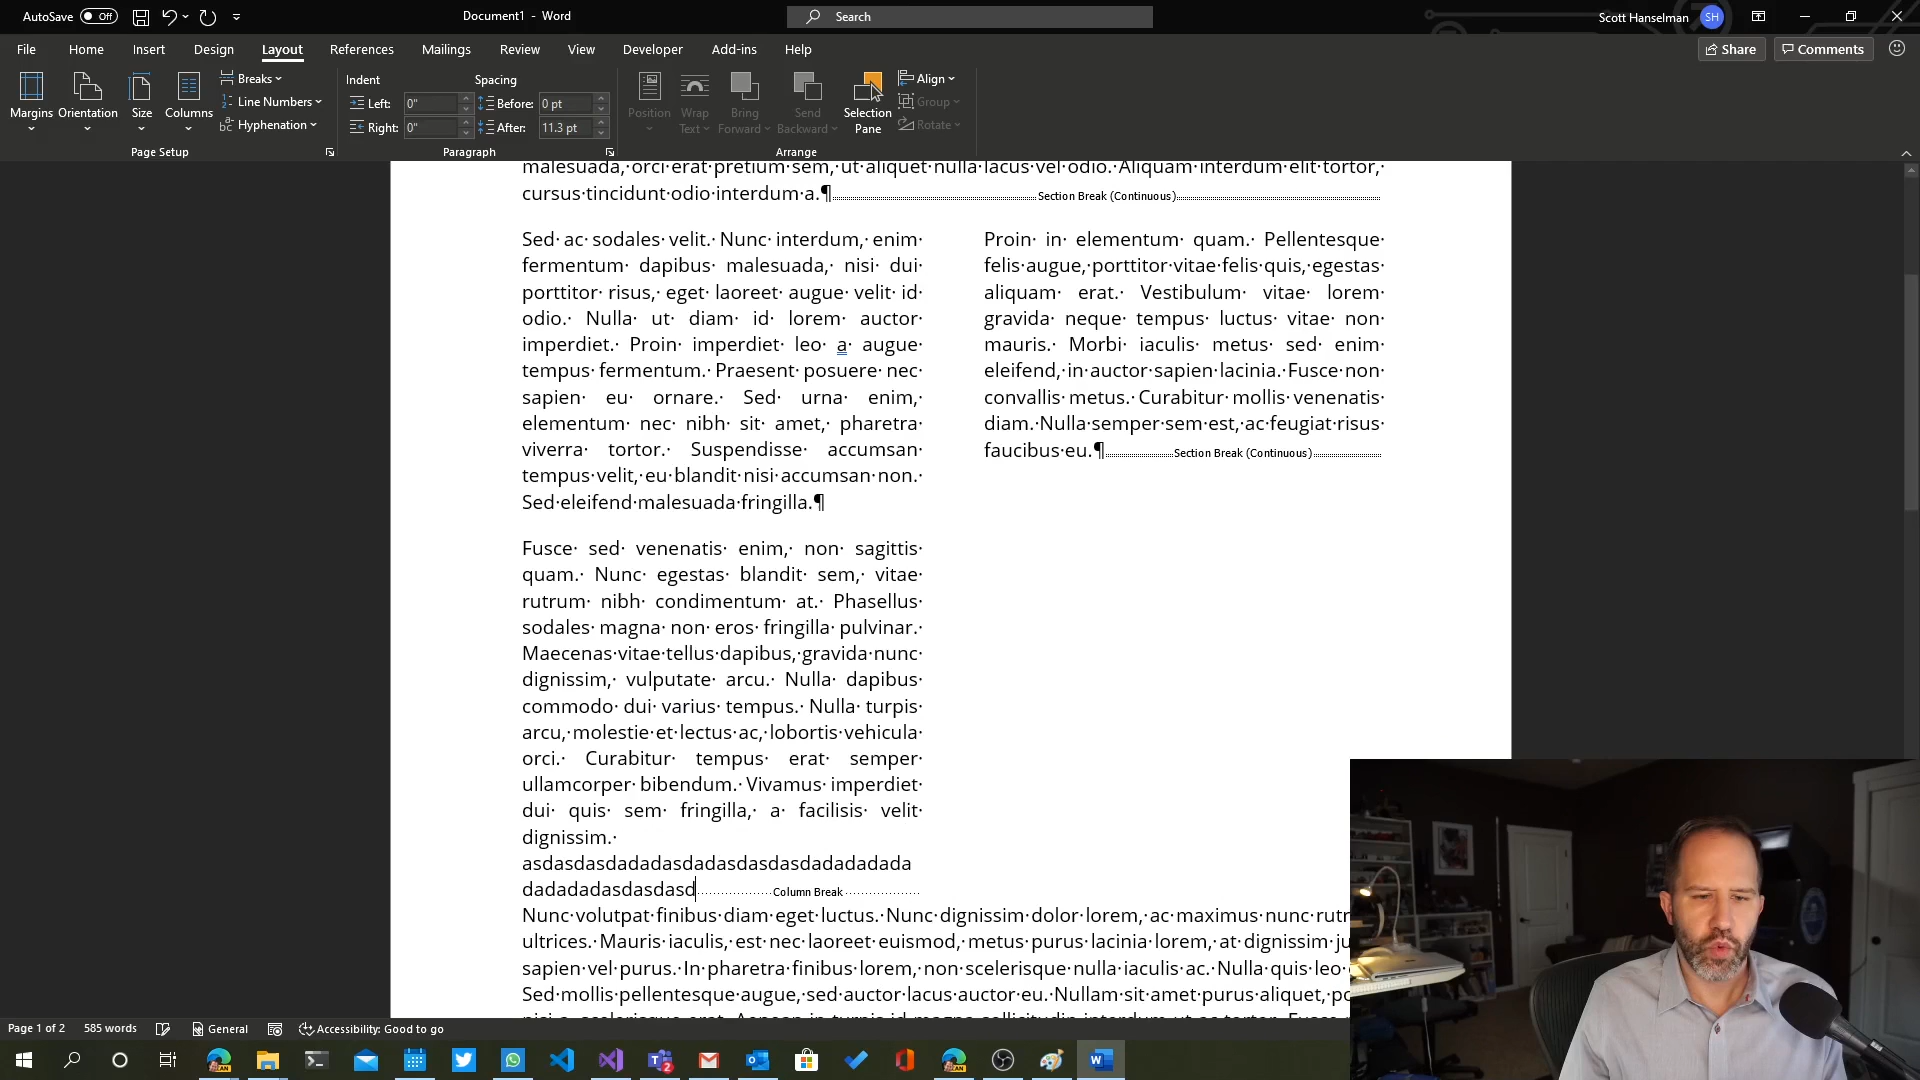 AutoSave Off
Document1 - Word
Search
Scott Hanselman SH
File Home Insert Design Layout References Mailings Review View Developer Add-ins Help
Share Comments
Margins
Orientation
Size
Columns
Breaks
Line Numbers
Hyphenation
Page Setup
Indent
Left: 0"
Right: 0"
Spacing
Before: 0 pt
After: 11.3 pt
Paragraph
Position
Wrap
Text
Bring
Forward
Send
Backward
Selection
Pane
Align
Group
Rotate
Arrange
malesuada, orci erat pretium sem, ut aliquet nulla lacus vel odio. Aliquam interdum elit tortor,
cursus tincidunt odio interdum a.¶ Section Break (Continuous)
Sed ac sodales velit. Nunc interdum, enim
fermentum dapibus malesuada, nisi dui
porttitor risus, eget laoreet augue velit id
odio. Nulla ut diam id lorem auctor
imperdiet. Proin imperdiet leo a augue
tempus fermentum. Praesent posuere nec
sapien eu ornare. Sed urna enim,
elementum nec nibh sit amet, pharetra
viverra tortor. Suspendisse accumsan
tempus velit, eu blandit nisi accumsan non.
Sed eleifend malesuada fringilla.¶
Fusce sed venenatis enim, non sagittis
quam. Nunc egestas blandit sem, vitae
rutrum nibh condimentum at. Phasellus
sodales magna non eros fringilla pulvinar.
Maecenas vitae tellus dapibus, gravida nunc
dignissim, vulputate arcu. Nulla dapibus
commodo dui varius tempus. Nulla turpis
arcu, molestie et lectus ac, lobortis vehicula
orci. Curabitur tempus erat semper
ullamcorper bibendum. Vivamus imperdiet
dui quis sem fringilla, a facilisis velit
dignissim.
asdasdasdadadasdadasdasdasdadadadada
dadadadasdasdasd Column Break
Proin in elementum quam. Pellentesque
felis augue, porttitor vitae felis quis, egestas
aliquam erat. Vestibulum vitae lorem
gravida neque tempus luctus vitae non
mauris. Morbi iaculis metus sed enim
eleifend, in auctor sapien lacinia. Fusce non
convallis metus. Curabitur mollis venenatis
diam. Nulla semper sem est, ac feugiat risus
faucibus eu.¶ Section Break (Continuous)
Nunc volutpat finibus diam eget luctus. Nunc dignissim dolor lorem, ac maximus nunc rutr
ultrices. Mauris iaculis, est nec laoreet euismod, metus purus lacinia lorem, at dignissim ju
sapien vel purus. In pharetra finibus lorem, non scelerisque nulla iaculis ac. Nulla quis leo
Sed mollis pellentesque augue, sed auctor lacus auctor eu. Nullam sit amet purus aliquet, po
Page 1 of 2 585 words General Accessibility: Good to go